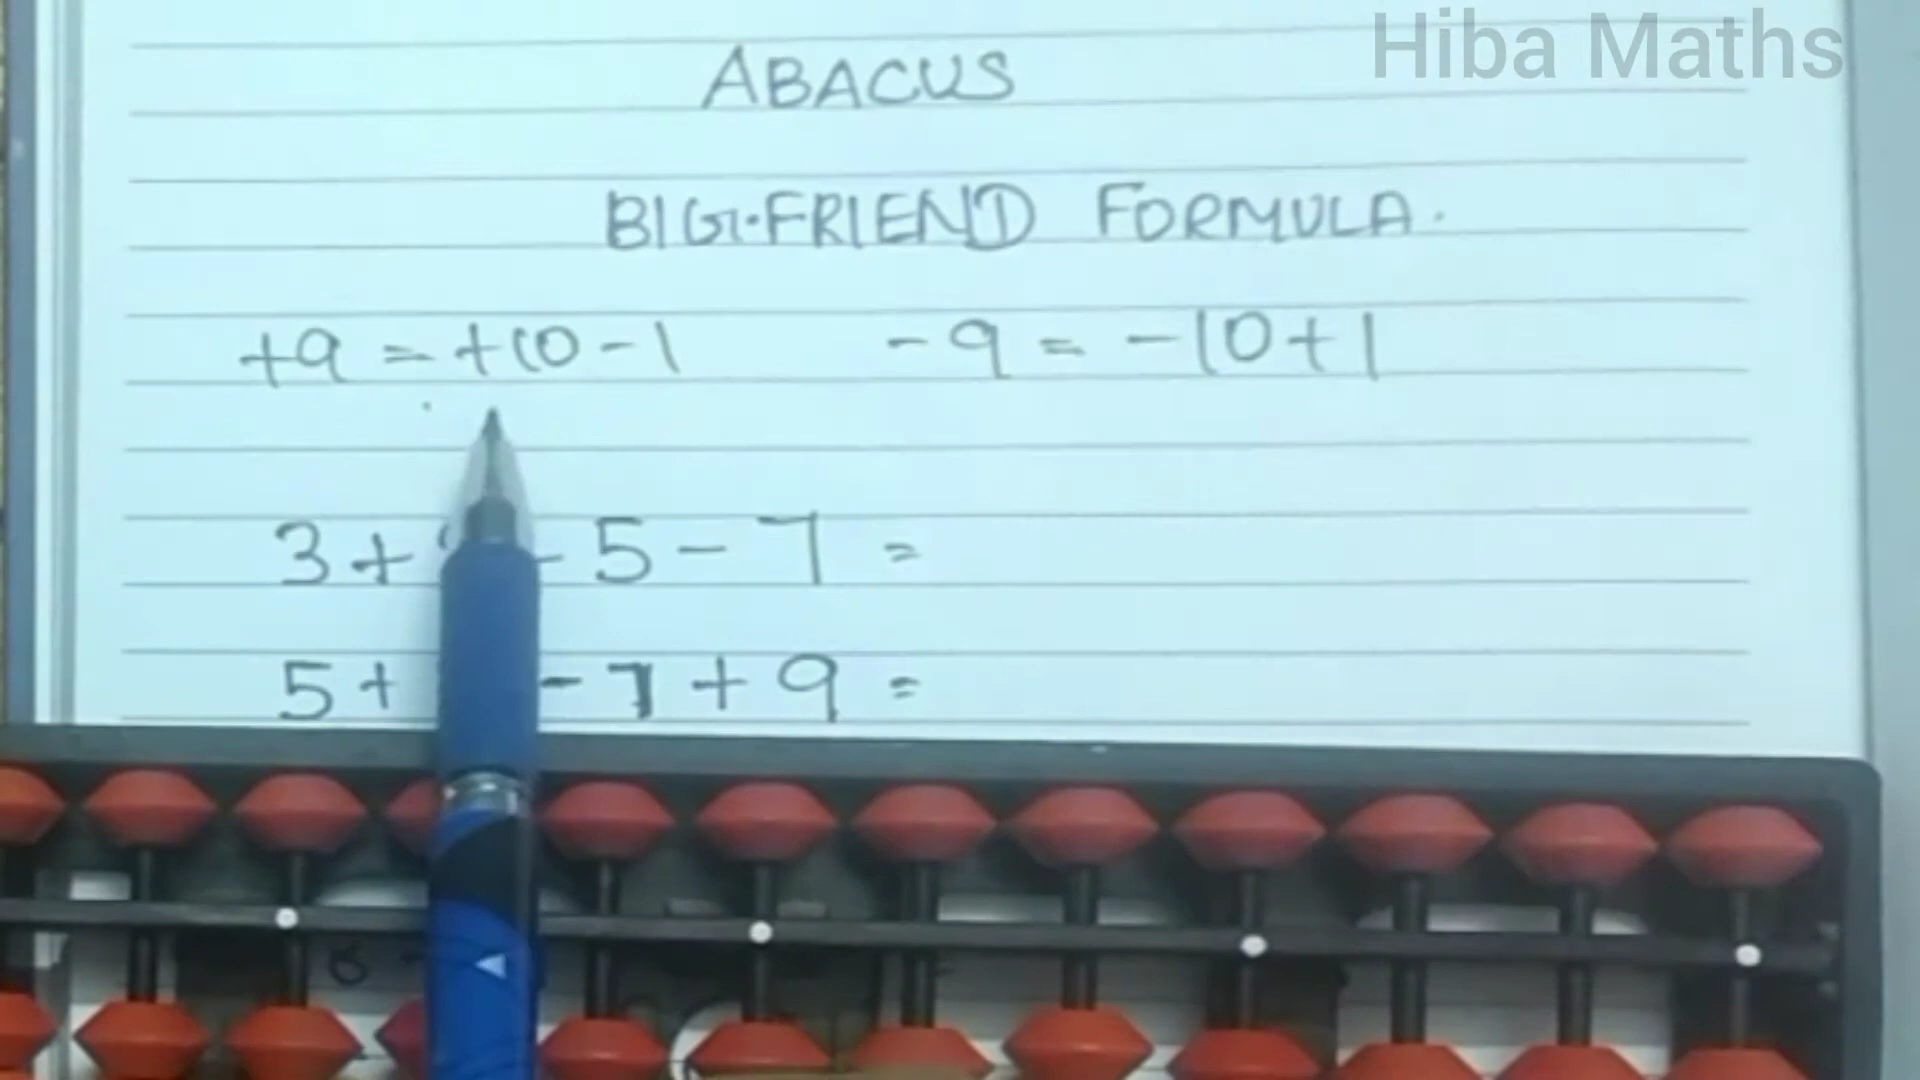 Hiba Maths
ABACUS
BIG-FRIEND FORMULA.
+9 = +10-1 -9 = -10+1
3+ 5-7 =
5+ -7+9 =